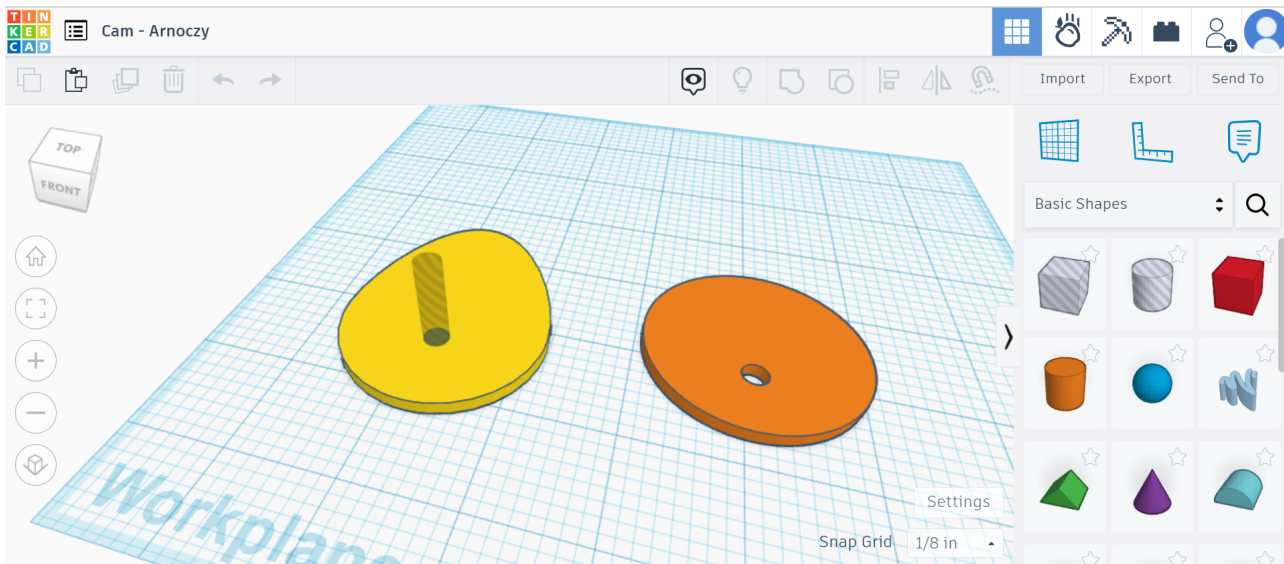 TIN
KER
CAD
Cam - Arnoczy
Import
Export
Send To
TOP
FRONT
Basic Shapes
Workplane
Settings
Snap Grid
1/8 in